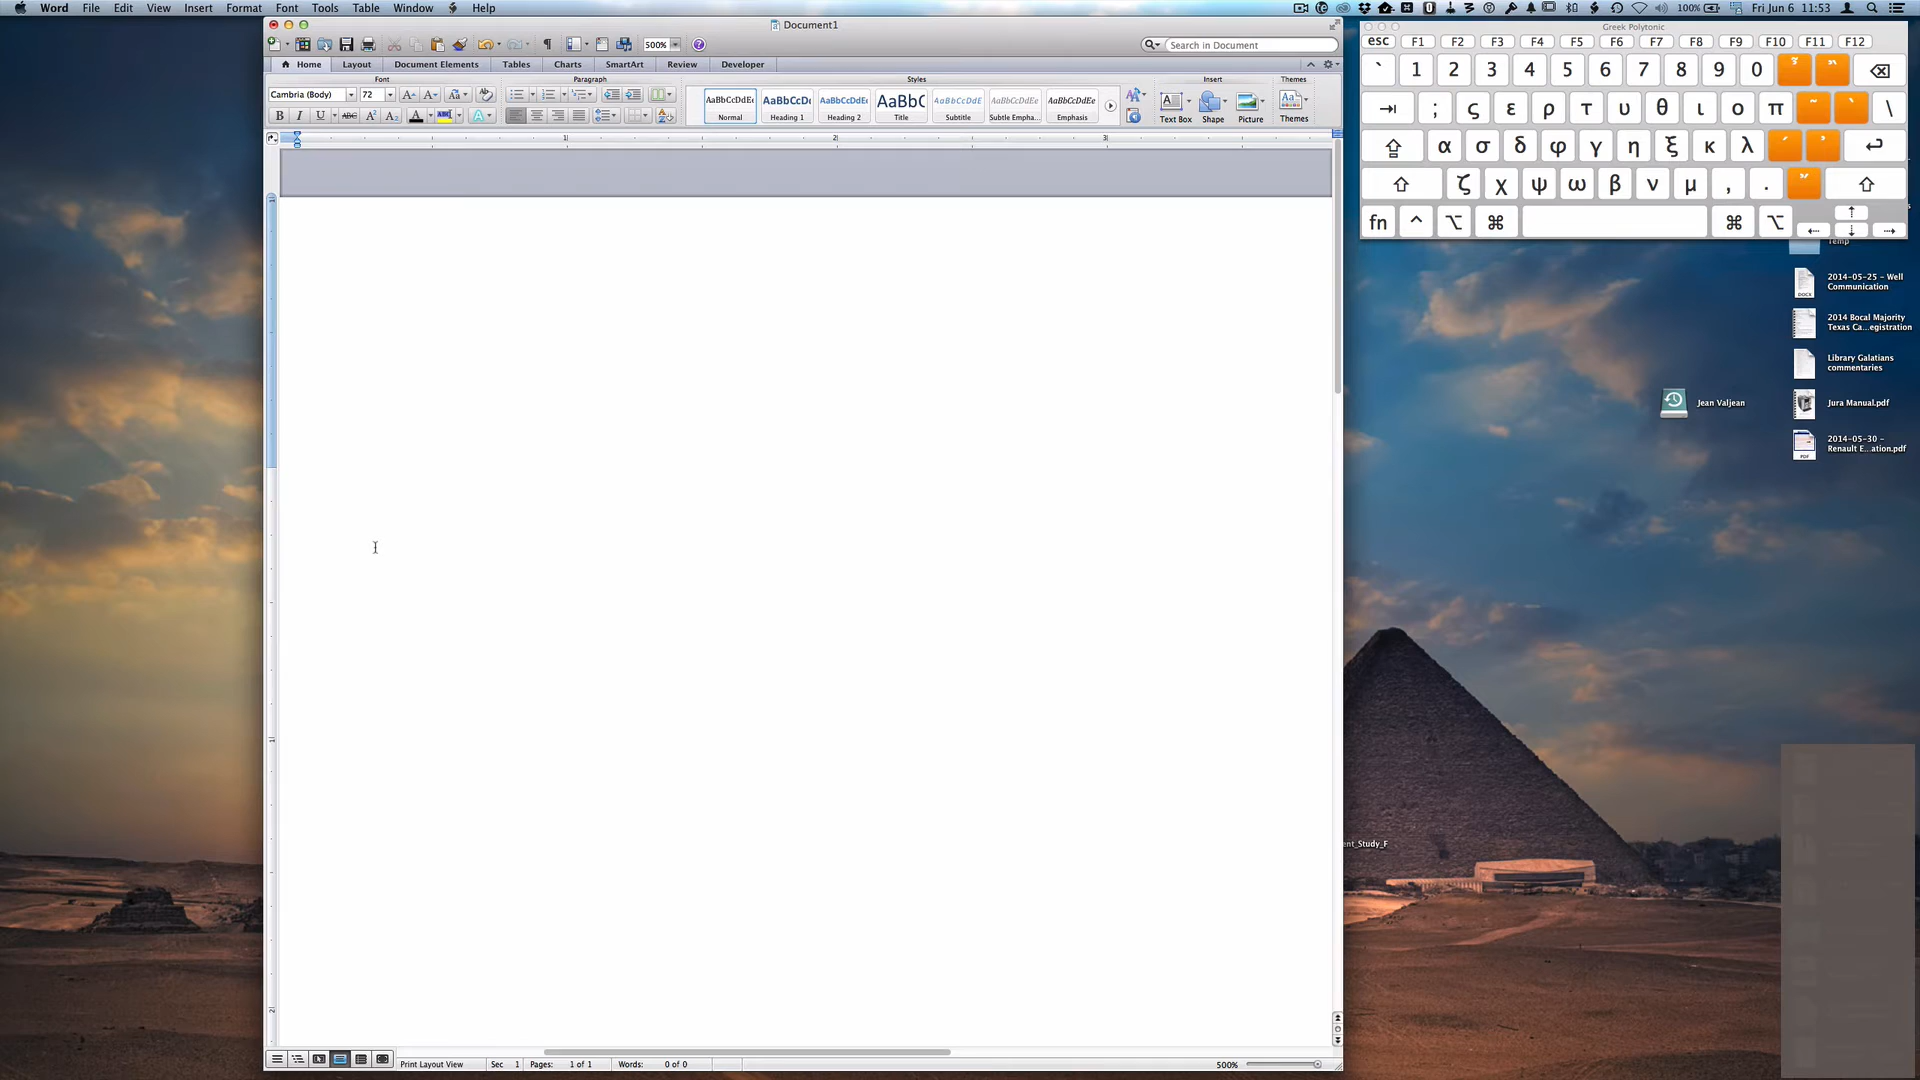 Word File Edit View Insert Format Font Tools Table Window Help
100% Fri Jun 6 11:53
Document1
500%
Search in Document
Home Layout Document Elements Tables Charts SmartArt Review Developer
Font Paragraph Styles Insert Themes
Cambria (Body) 72
AaBbCcDdEe AaBbCcDc AaBbCcDdEe AaBbC AaBbCcDdE AaBbCcDdEe AaBbCcDdEe
Normal Heading 1 Heading 2 Title Subtitle Subtle Empha... Emphasis
Text Box Shape Picture Themes
B I U ABC A² A₂
Greek Polytonic
esc F1 F2 F3 F4 F5 F6 F7 F8 F9 F10 F11 F12
` 1 2 3 4 5 6 7 8 9 0
; ς ε ρ τ υ θ ι ο π \
α σ δ φ γ η ξ κ λ
ζ χ ψ ω β ν μ , .
fn ^ ⌥ ⌘ ⌘ ⌥
Temp
2014-05-25 - Well
Communication
2014 Bocal Majority
Texas Ca...egistration
Library Galatians
commentaries
Jean Valjean
Jura Manual.pdf
2014-05-30 -
Renault E...ation.pdf
ent_Study_F
Print Layout View Sec 1 Pages: 1 of 1 Words: 0 of 0 500%